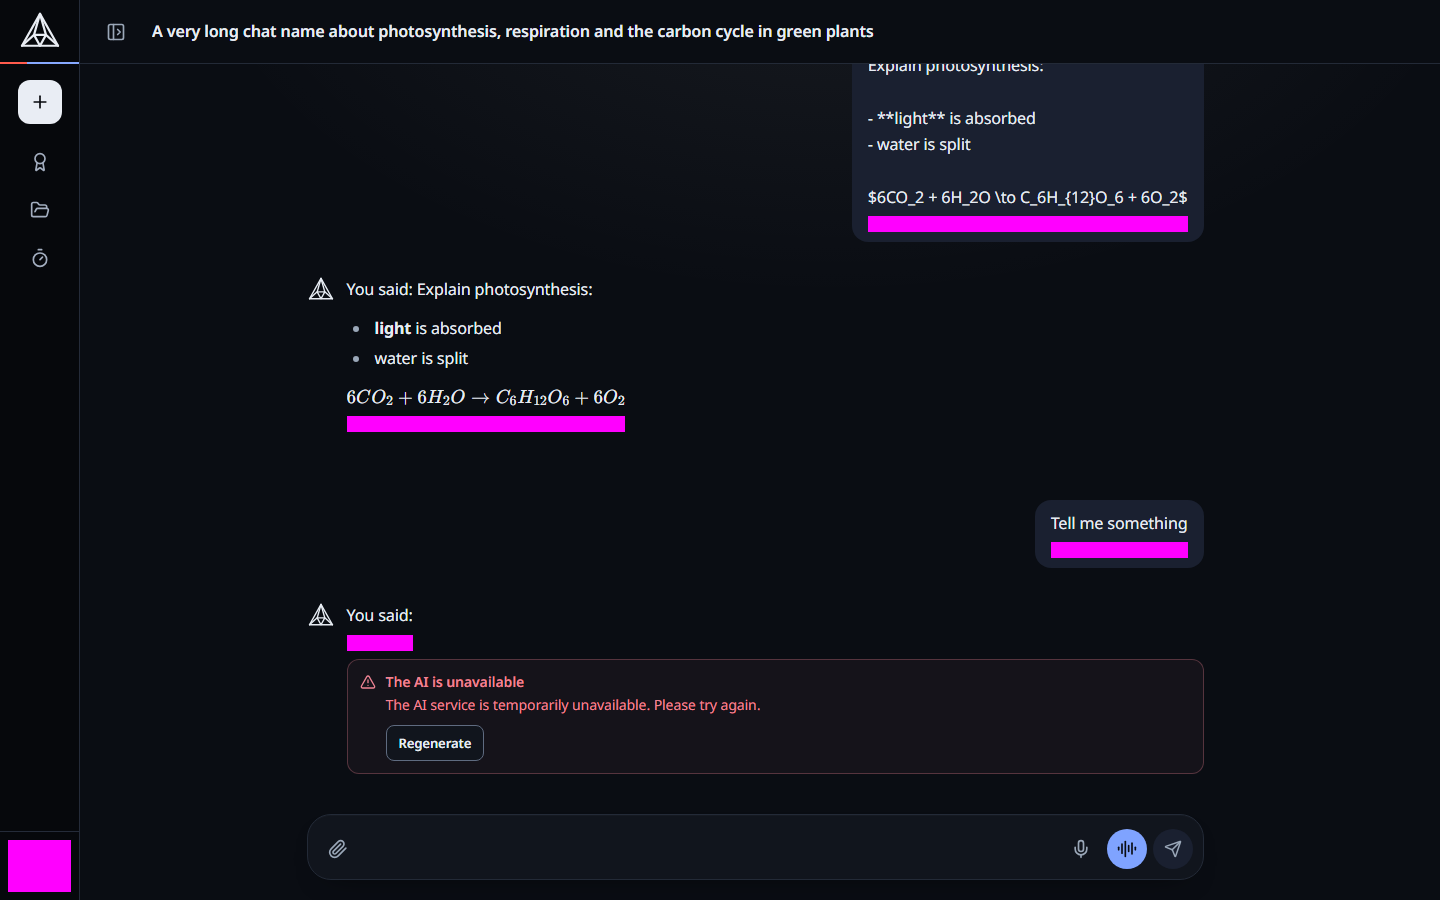 A very long chat name about photosynthesis, respiration and the carbon cycle in green plants
Explain photosynthesis:
- **light** is absorbed
- water is split
$6CO_2 + 6H_2O \to C_6H_{12}O_6 + 6O_2$
You said: Explain photosynthesis:
• light is absorbed
• water is split
6CO₂ + 6H₂O → C₆H₁₂O₆ + 6O₂
Tell me something
You said:
The AI is unavailable
The AI service is temporarily unavailable. Please try again.
Regenerate